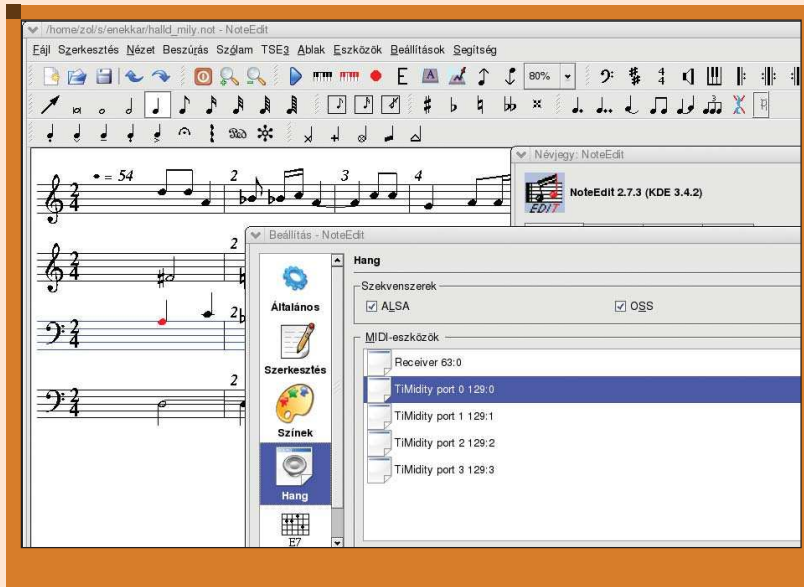 /home/zol/s/enekkar/halld_mily.not - NoteEdit
Fájl Szerkesztés Nézet Beszúrás Szólam TSE3 Ablak Eszközök Beállítások Segítség
E A 80%
= 54 2 3 4
Névjegy: NoteEdit
NoteEdit 2.7.3 (KDE 3.4.2)
EDIT
2
Beállítás - NoteEdit
Hang
Általános
Szekvenszerek
ALSA OSS
2
MIDI-eszközök
Szerkesztés
Receiver 63:0
TiMidity port 0 129:0
2
TiMidity port 1 129:1
Színek
TiMidity port 2 129:2
TiMidity port 3 129:3
Hang
E7